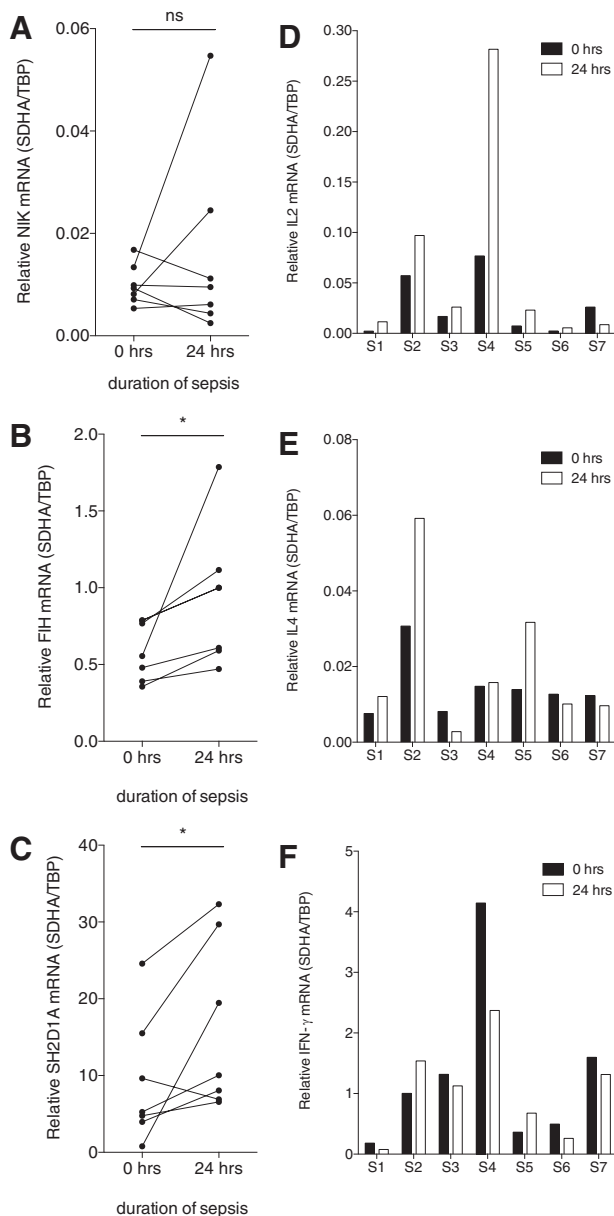 A
ns
Relative NIK mRNA (SDHA/TBP)
0.06
0.04
0.02
0.00
0 hrs 24 hrs
duration of sepsis
B
*
Relative FIH mRNA (SDHA/TBP)
2.0
1.5
1.0
0.5
0.0
0 hrs 24 hrs
duration of sepsis
C
*
Relative SH2D1A mRNA (SDHA/TBP)
40
30
20
10
0
0 hrs 24 hrs
duration of sepsis
D
0 hrs
24 hrs
Relative IL2 mRNA (SDHA/TBP)
0.30
0.25
0.20
0.15
0.10
0.05
0.00
S1 S2 S3 S4 S5 S6 S7
E
0 hrs
24 hrs
Relative IL4 mRNA (SDHA/TBP)
0.08
0.06
0.04
0.02
0.00
S1 S2 S3 S4 S5 S6 S7
F
0 hrs
24 hrs
Relative IFN-γ mRNA (SDHA/TBP)
5
4
3
2
1
0
S1 S2 S3 S4 S5 S6 S7